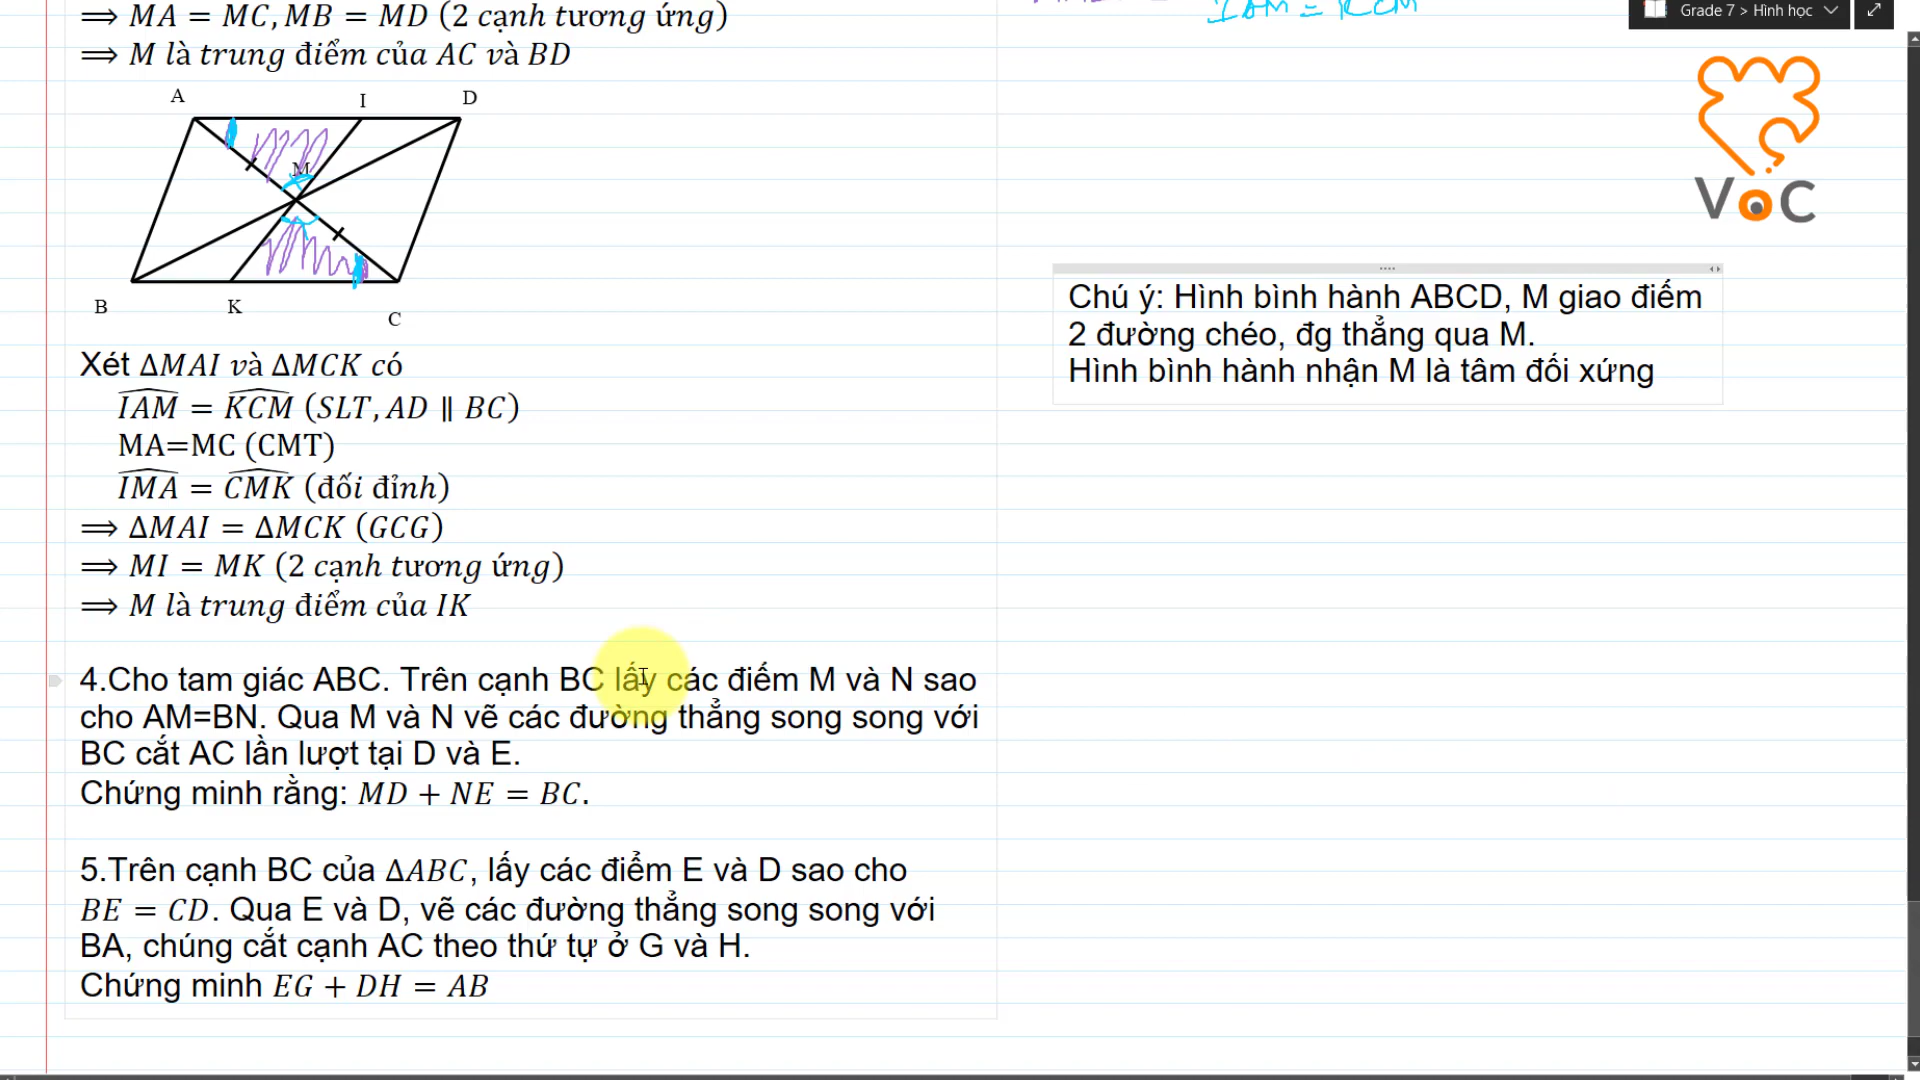 ⟹ MA = MC, MB = MD (2 cạnh tương ứng)
IAM = KCM
Grade 7 > Hình học
⟹ M là trung điểm của AC và BD
A I D
M
B K C
VOC
Chú ý: Hình bình hành ABCD, M giao điểm
2 đường chéo, đg thẳng qua M.
Hình bình hành nhận M là tâm đối xứng
Xét ΔMAI và ΔMCK có
\widehat{IAM} = \widehat{KCM} (SLT, AD ∥ BC)
MA=MC (CMT)
\widehat{IMA} = \widehat{CMK} (đối đỉnh)
⟹ ΔMAI = ΔMCK (GCG)
⟹ MI = MK (2 cạnh tương ứng)
⟹ M là trung điểm của IK
4.Cho tam giác ABC. Trên cạnh BC lấy các điểm M và N sao
cho AM=BN. Qua M và N vẽ các đường thẳng song song với
BC cắt AC lần lượt tại D và E.
Chứng minh rằng: MD + NE = BC.
5.Trên cạnh BC của ΔABC, lấy các điểm E và D sao cho
BE = CD. Qua E và D, vẽ các đường thẳng song song với
BA, chúng cắt cạnh AC theo thứ tự ở G và H.
Chứng minh EG + DH = AB